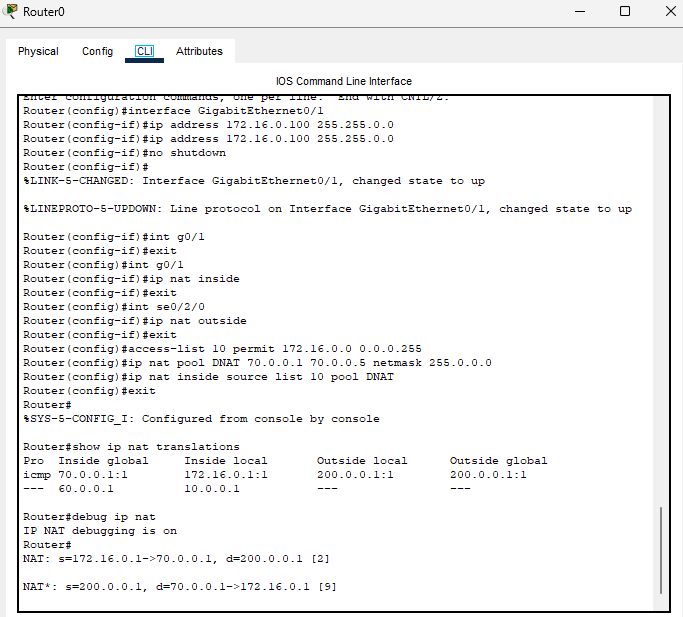 Router0
Physical Config CLI Attributes
IOS Command Line Interface
Enter configuration commands, one per line. End with CNTL/Z.
Router(config)#interface GigabitEthernet0/1
Router(config-if)#ip address 172.16.0.100 255.255.0.0
Router(config-if)#ip address 172.16.0.100 255.255.0.0
Router(config-if)#no shutdown
Router(config-if)#
%LINK-5-CHANGED: Interface GigabitEthernet0/1, changed state to up
%LINEPROTO-5-UPDOWN: Line protocol on Interface GigabitEthernet0/1, changed state to up
Router(config-if)#int g0/1
Router(config-if)#exit
Router(config)#int g0/1
Router(config-if)#ip nat inside
Router(config-if)#exit
Router(config)#int se0/2/0
Router(config-if)#ip nat outside
Router(config-if)#exit
Router(config)#access-list 10 permit 172.16.0.0 0.0.0.255
Router(config)#ip nat pool DNAT 70.0.0.1 70.0.0.5 netmask 255.0.0.0
Router(config)#ip nat inside source list 10 pool DNAT
Router(config)#exit
Router#
%SYS-5-CONFIG_I: Configured from console by console
Router#show ip nat translations
Pro Inside global Inside local Outside local Outside global
icmp 70.0.0.1:1 172.16.0.1:1 200.0.0.1:1 200.0.0.1:1
--- 60.0.0.1 10.0.0.1 --- ---
Router#debug ip nat
IP NAT debugging is on
Router#
NAT: s=172.16.0.1->70.0.0.1, d=200.0.0.1 [2]
NAT*: s=200.0.0.1, d=70.0.0.1->172.16.0.1 [9]